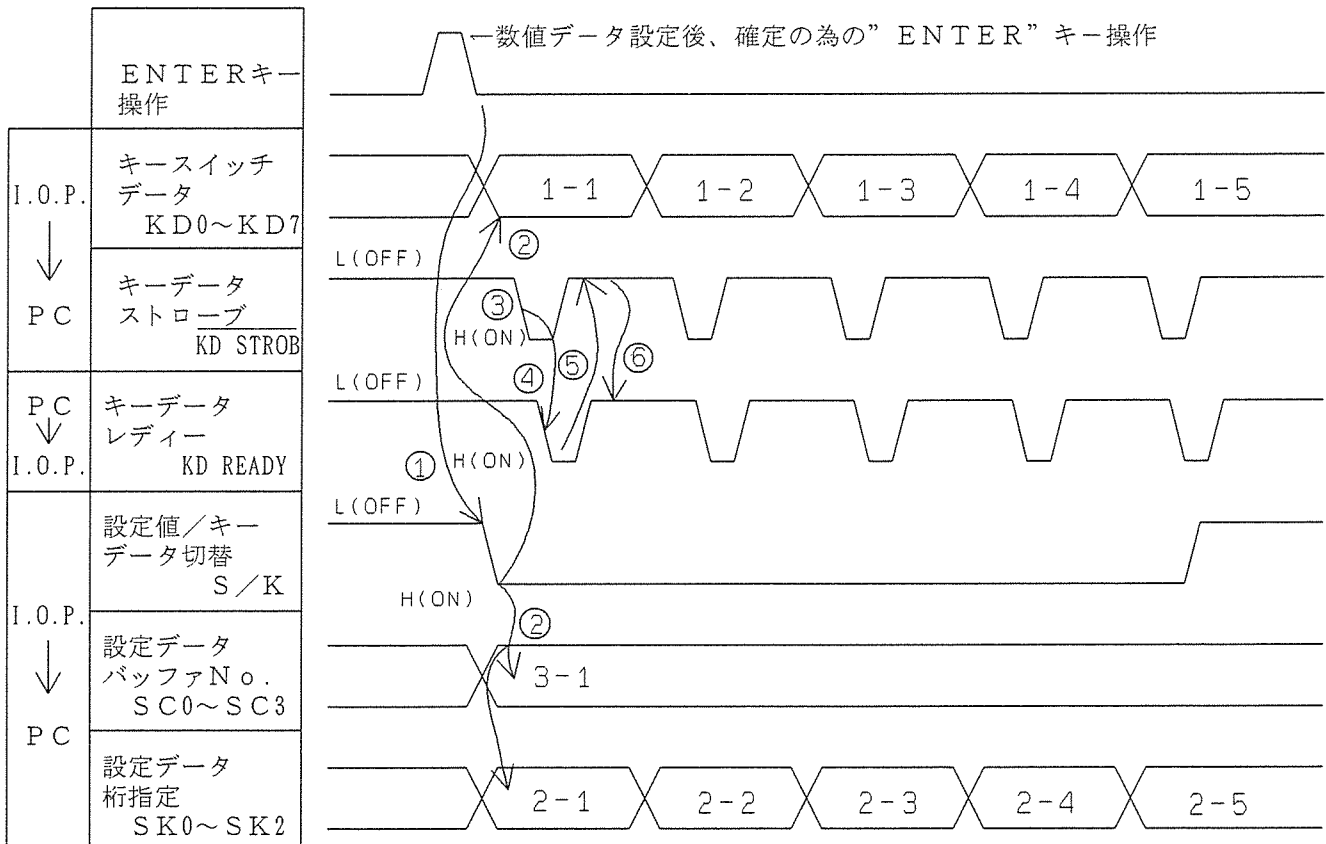 ←数値データ設定後、確定の為の”ＥＮＴＥＲ”キー操作
ＥＮＴＥＲキー
操作
I.O.P.
↓
ＰＣ
キースイッチ
データ
ＫＤ0～ＫＤ7
1-1 1-2 1-3 1-4 1-5
②
キーデータ
ストローブ
KD STROB
L(OFF)
③
H(ON)
④ ⑤ ⑥
ＰＣ
↓
I.O.P.
キーデータ
レディー
KD READY
L(OFF)
① H(ON)
I.O.P.
↓
ＰＣ
設定値／キー
データ切替
Ｓ／Ｋ
L(OFF)
H(ON)
②
設定データ
バッファＮｏ．
ＳＣ0～ＳＣ3
3-1
設定データ
桁指定
ＳＫ0～ＳＫ2
2-1 2-2 2-3 2-4 2-5